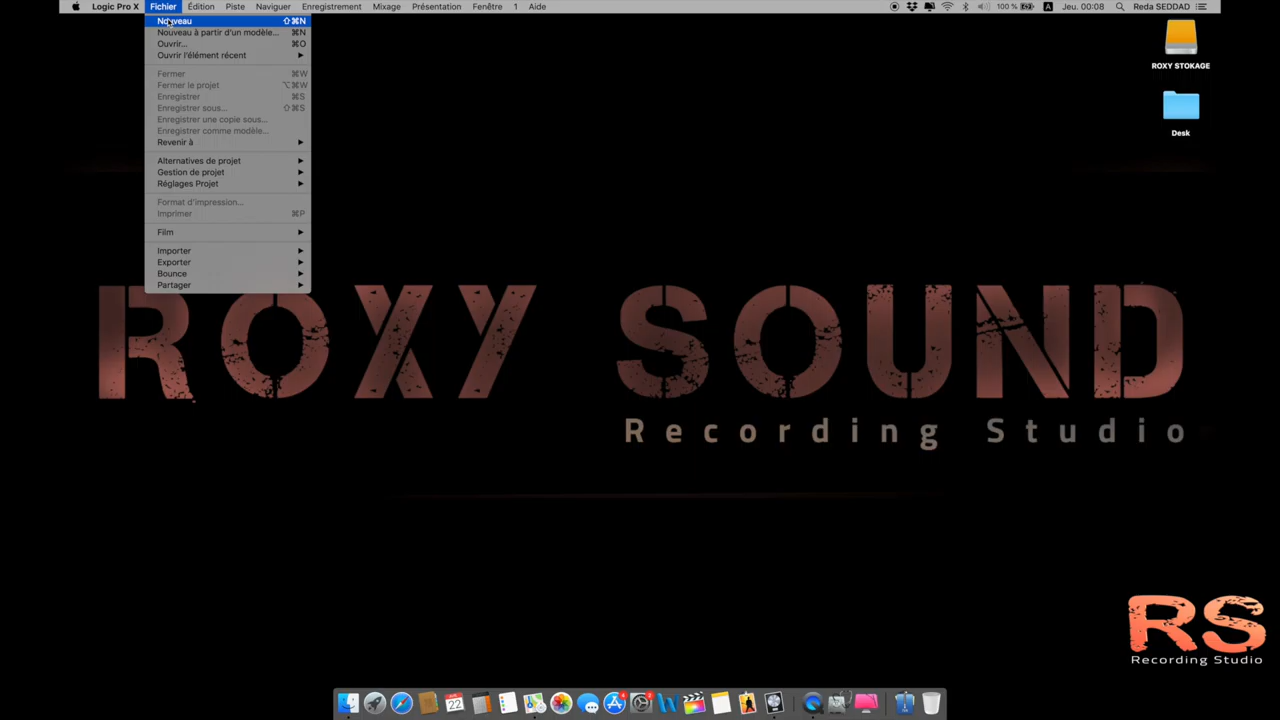 Logic Pro X Fichier Édition Piste Naviguer Enregistrement Mixage Présentation Fenêtre 1 Aide 100 % A Jeu. 00:08 Reda SEDDAD
Nouveau ⇧⌘N
Nouveau à partir d'un modèle... ⌘N
Ouvrir... ⌘O
Ouvrir l'élément récent
Fermer ⌘W
Fermer le projet ⌥⌘W
Enregistrer ⌘S
Enregistrer sous... ⇧⌘S
Enregistrer une copie sous...
Enregistrer comme modèle...
Revenir à
Alternatives de projet
Gestion de projet
Réglages Projet
Format d'impression...
Imprimer ⌘P
Film
Importer
Exporter
Bounce
Partager
ROXY STOKAGE
Desk
ROXY SOUND
Recording Studio
RS
Recording Studio
22